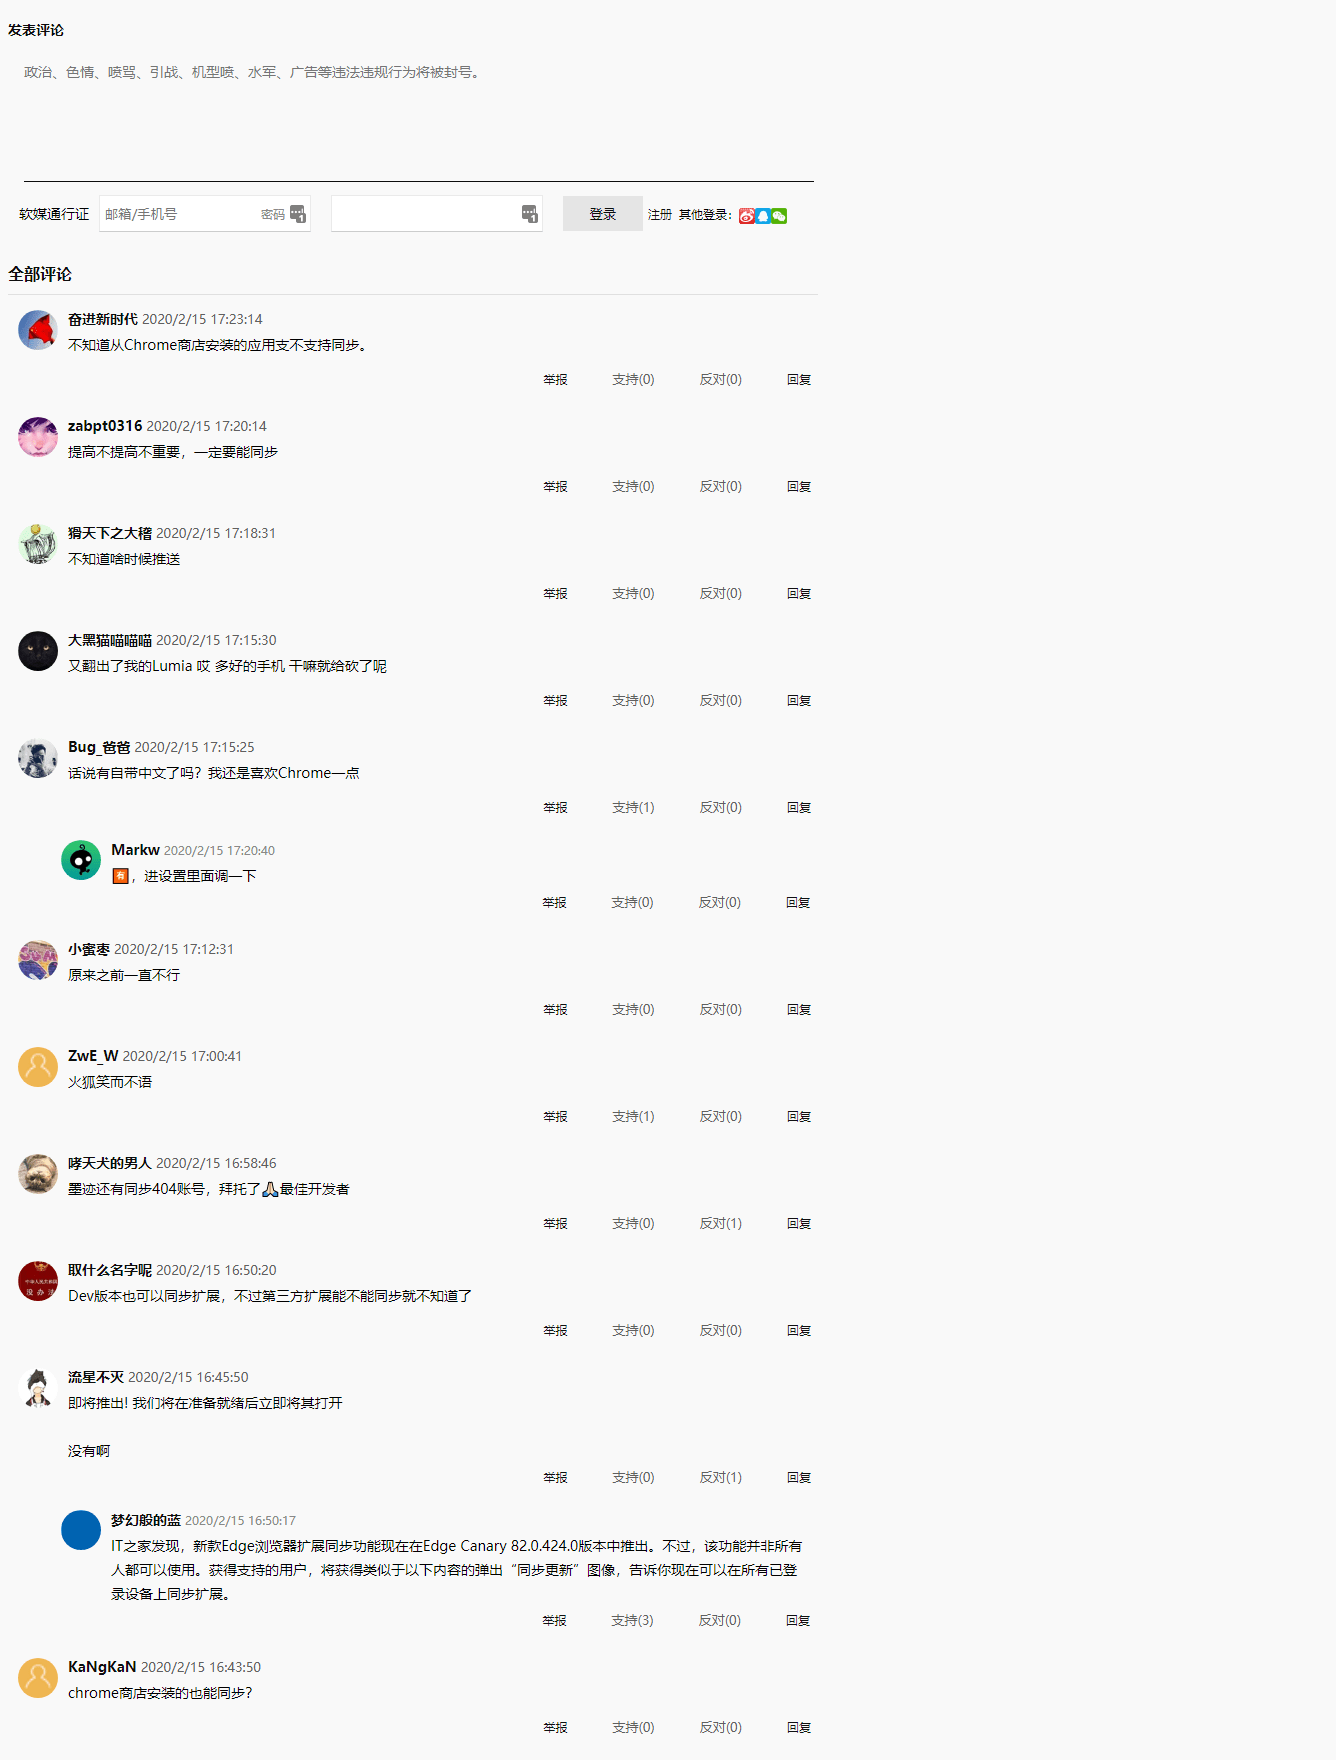 发表评论
政治、色情、喷骂、引战、机型喷、水军、广告等违法违规行为将被封号。
软媒通行证 邮箱/手机号 密码 登录 注册 其他登录：
全部评论
奋进新时代 2020/2/15 17:23:14
不知道从Chrome商店安装的应用支不支持同步。
举报 支持(0) 反对(0) 回复
zabpt0316 2020/2/15 17:20:14
提高不提高不重要，一定要能同步
举报 支持(0) 反对(0) 回复
猾天下之大稽 2020/2/15 17:18:31
不知道啥时候推送
举报 支持(0) 反对(0) 回复
大黑猫喵喵喵 2020/2/15 17:15:30
又翻出了我的Lumia 哎 多好的手机 干嘛就给砍了呢
举报 支持(0) 反对(0) 回复
Bug_爸爸 2020/2/15 17:15:25
话说有自带中文了吗？我还是喜欢Chrome一点
举报 支持(1) 反对(0) 回复
Markw 2020/2/15 17:20:40
🈶，进设置里面调一下
举报 支持(0) 反对(0) 回复
小蜜枣 2020/2/15 17:12:31
原来之前一直不行
举报 支持(0) 反对(0) 回复
ZwE_W 2020/2/15 17:00:41
火狐笑而不语
举报 支持(1) 反对(0) 回复
哮天犬的男人 2020/2/15 16:58:46
墨迹还有同步404账号，拜托了🙏🏻最佳开发者
举报 支持(0) 反对(1) 回复
取什么名字呢 2020/2/15 16:50:20
Dev版本也可以同步扩展，不过第三方扩展能不能同步就不知道了
举报 支持(0) 反对(0) 回复
流星不灭 2020/2/15 16:45:50
即将推出! 我们将在准备就绪后立即将其打开
没有啊
举报 支持(0) 反对(1) 回复
梦幻般的蓝 2020/2/15 16:50:17
IT之家发现，新款Edge浏览器扩展同步功能现在在Edge Canary 82.0.424.0版本中推出。不过，该功能并非所有
人都可以使用。获得支持的用户，将获得类似于以下内容的弹出“同步更新”图像，告诉你现在可以在所有已登
录设备上同步扩展。
举报 支持(3) 反对(0) 回复
KaNgKaN 2020/2/15 16:43:50
chrome商店安装的也能同步？
举报 支持(0) 反对(0) 回复